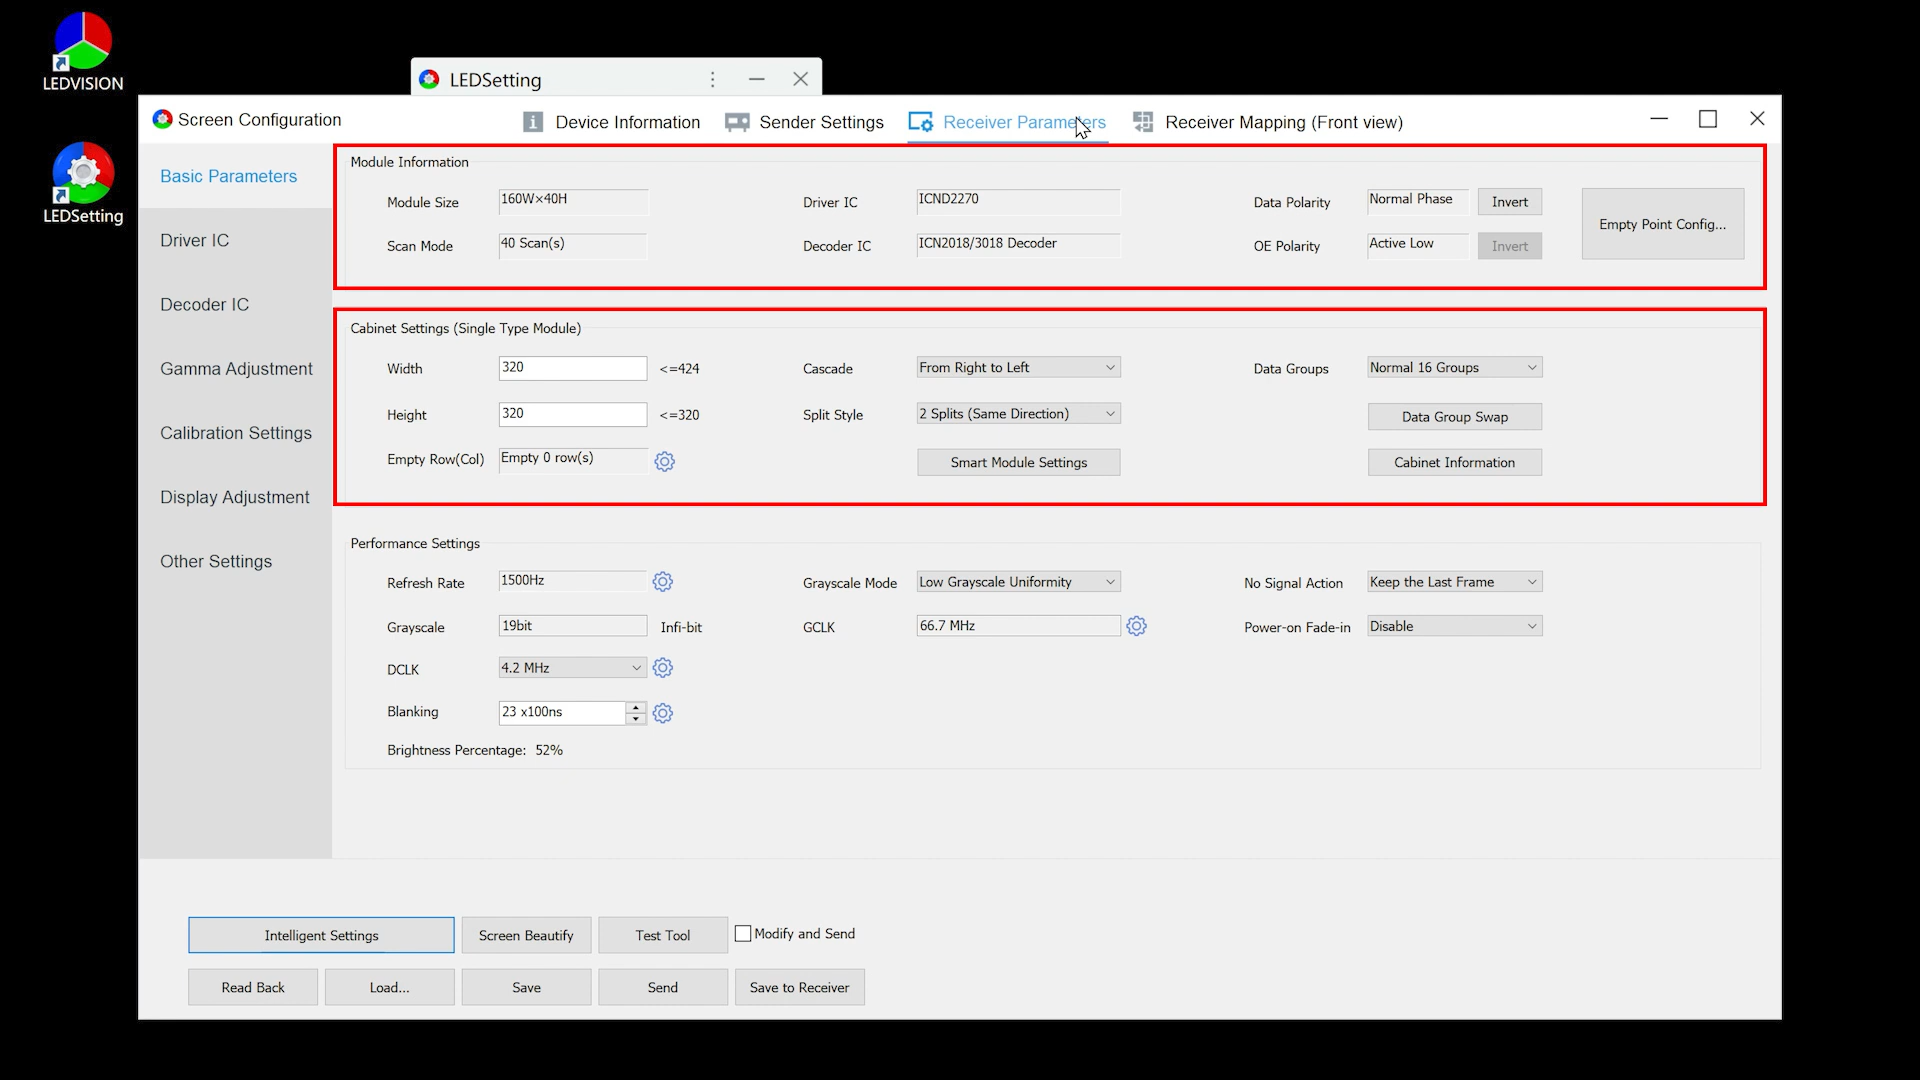 LEDVISION
LEDSetting
LEDSetting
Screen Configuration
Device Information
Sender Settings
Receiver Parameters
Receiver Mapping (Front view)
Basic Parameters
Driver IC
Decoder IC
Gamma Adjustment
Calibration Settings
Display Adjustment
Other Settings
Module Information
Module Size 160W×40H Driver IC ICND2270 Data Polarity Normal Phase Invert
Scan Mode 40 Scan(s) Decoder IC ICN2018/3018 Decoder OE Polarity Active Low Invert
Empty Point Config...
Cabinet Settings (Single Type Module)
Width 320 <=424 Cascade From Right to Left Data Groups Normal 16 Groups
Height 320 <=320 Split Style 2 Splits (Same Direction) Data Group Swap
Empty Row(Col) Empty 0 row(s) Smart Module Settings Cabinet Information
Performance Settings
Refresh Rate 1500Hz Grayscale Mode Low Grayscale Uniformity No Signal Action Keep the Last Frame
Grayscale 19bit Infi-bit GCLK 66.7 MHz Power-on Fade-in Disable
DCLK 4.2 MHz
Blanking 23 x100ns
Brightness Percentage: 52%
Intelligent Settings Screen Beautify Test Tool Modify and Send
Read Back Load... Save Send Save to Receiver